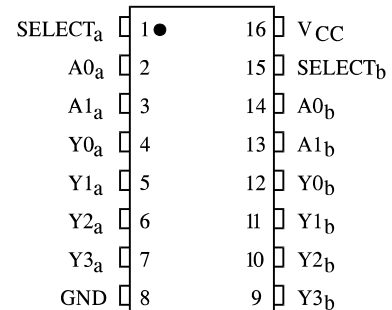 SELECTa 1 16 VCC
A0a 2 15 SELECTb
A1a 3 14 A0b
Y0a 4 13 A1b
Y1a 5 12 Y0b
Y2a 6 11 Y1b
Y3a 7 10 Y2b
GND 8 9 Y3b